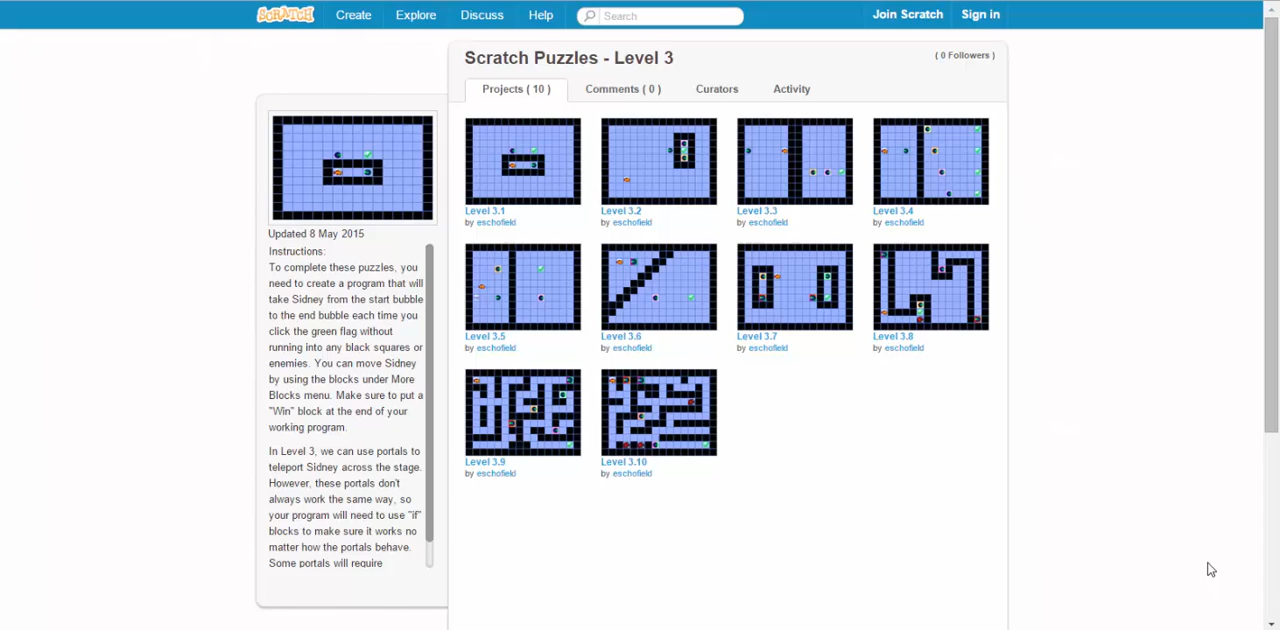 SCRATCH Create Explore Discuss Help Search Join Scratch Sign in
Scratch Puzzles - Level 3
( 0 Followers )
Projects ( 10 ) Comments ( 0 ) Curators Activity
Updated 8 May 2015
Instructions:
To complete these puzzles, you
need to create a program that will
take Sidney from the start bubble
to the end bubble each time you
click the green flag without
running into any black squares or
enemies. You can move Sidney
by using the blocks under More
Blocks menu. Make sure to put a
"Win" block at the end of your
working program.
In Level 3, we can use portals to
teleport Sidney across the stage.
However, these portals don't
always work the same way, so
your program will need to use "if"
blocks to make sure it works no
matter how the portals behave.
Some portals will require
Level 3.1 Level 3.2 Level 3.3 Level 3.4
by eschofield by eschofield by eschofield by eschofield
Level 3.5 Level 3.6 Level 3.7 Level 3.8
by eschofield by eschofield by eschofield by eschofield
Level 3.9 Level 3.10
by eschofield by eschofield